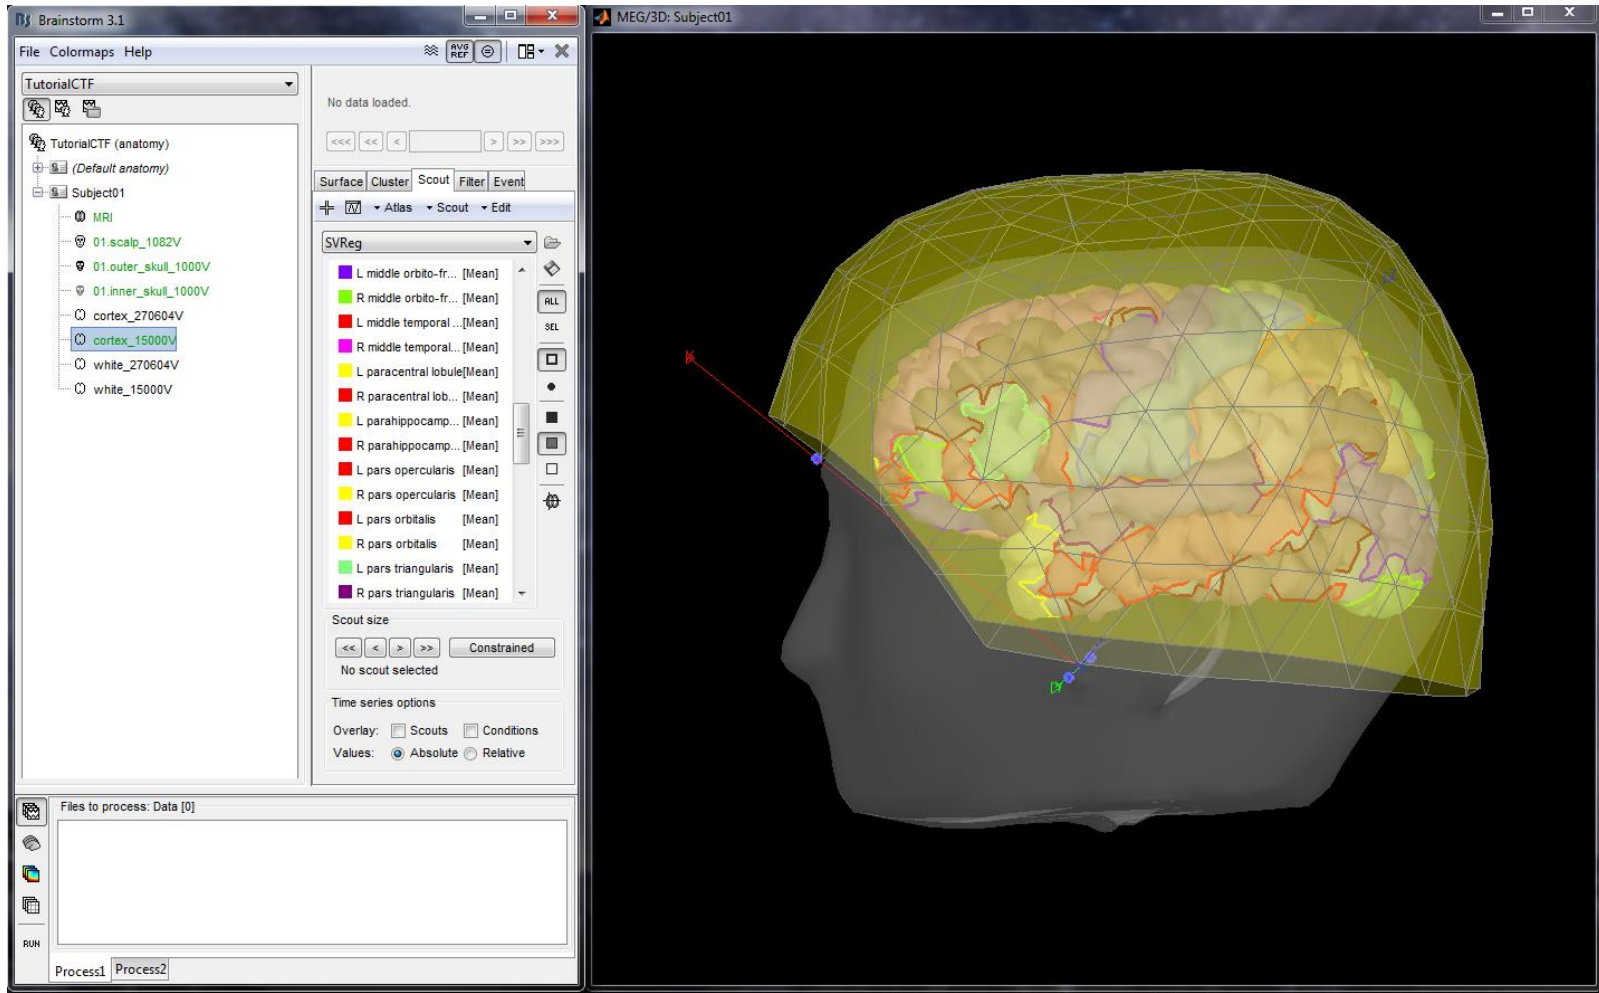 Brainstorm 3.1
File Colormaps Help
AVG REF
TutorialCTF
TutorialCTF (anatomy)
(Default anatomy)
Subject01
MRI
01.scalp_1082V
01.outer_skull_1000V
01.inner_skull_1000V
cortex_270604V
cortex_15000V
white_270604V
white_15000V
No data loaded.
<<< << < > >> >>>
Surface Cluster Scout Filter Event
Atlas Scout Edit
SVReg
L middle orbito-fr... [Mean]
R middle orbito-fr... [Mean]
L middle temporal ...[Mean]
R middle temporal... [Mean]
L paracentral lobule[Mean]
R paracentral lob... [Mean]
L parahippocamp... [Mean]
R parahippocamp... [Mean]
L pars opercularis [Mean]
R pars opercularis [Mean]
L pars orbitalis [Mean]
R pars orbitalis [Mean]
L pars triangularis [Mean]
R pars triangularis [Mean]
ALL
SEL
Scout size
<< < > >> Constrained
No scout selected
Time series options
Overlay: Scouts Conditions
Values: Absolute Relative
Files to process: Data [0]
RUN
Process1 Process2
MEG/3D: Subject01